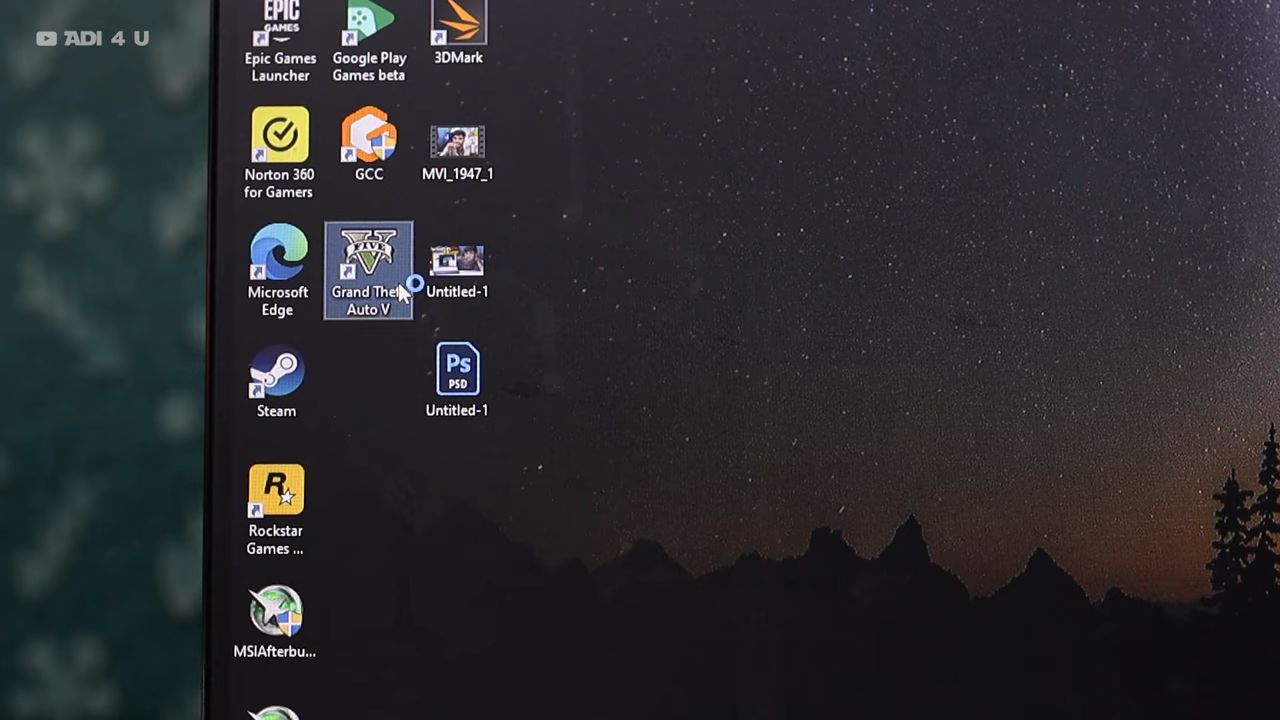 ADI 4 U
EPIC
GAMES
Epic Games
Launcher
Google Play
Games beta
3DMark
Norton 360
for Gamers
GCC
MVI_1947_1
Microsoft
Edge
FIVE
V
Grand Theft
Auto V
Untitled-1
Steam
Ps
PSD
Untitled-1
R
Rockstar
Games ...
MSIAfterbu...